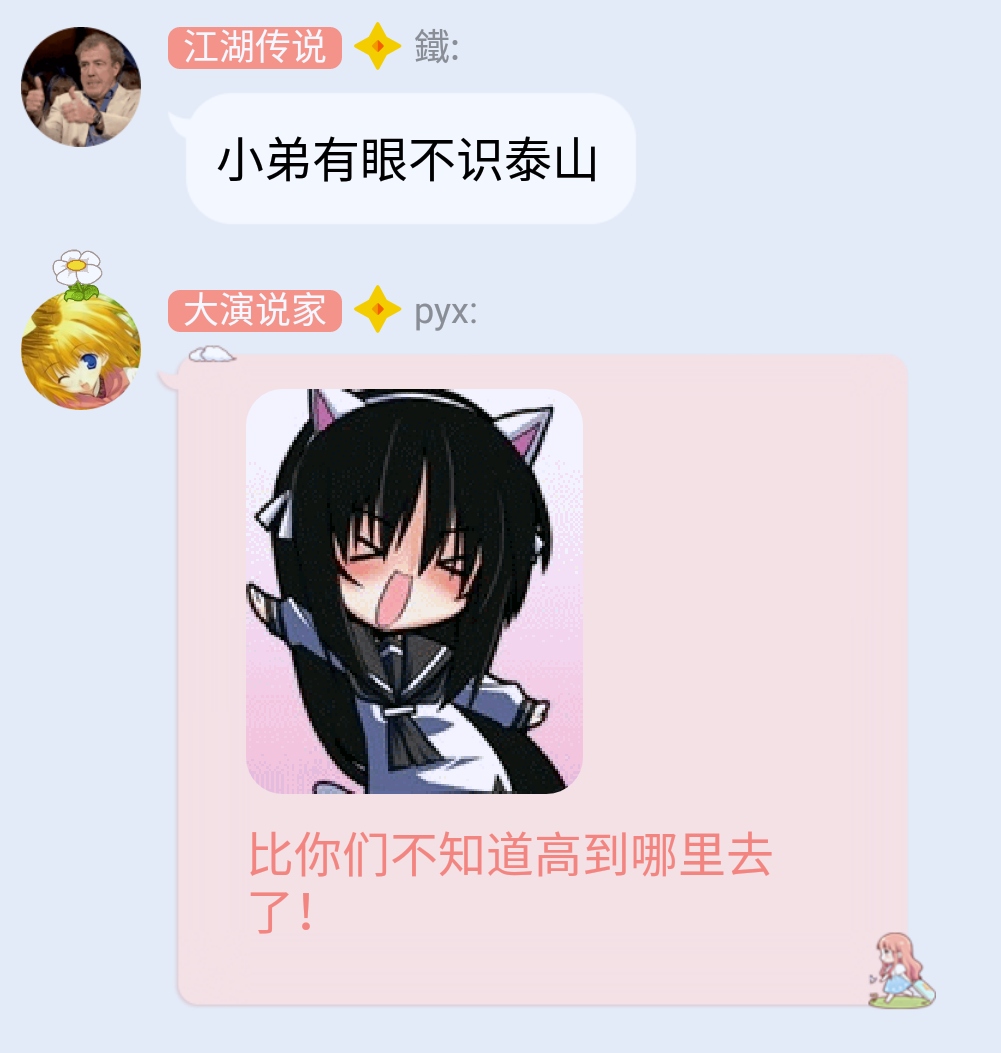 江湖传说 鐵:
小弟有眼不识泰山
大演说家 pyx:
比你们不知道高到哪里去
了！